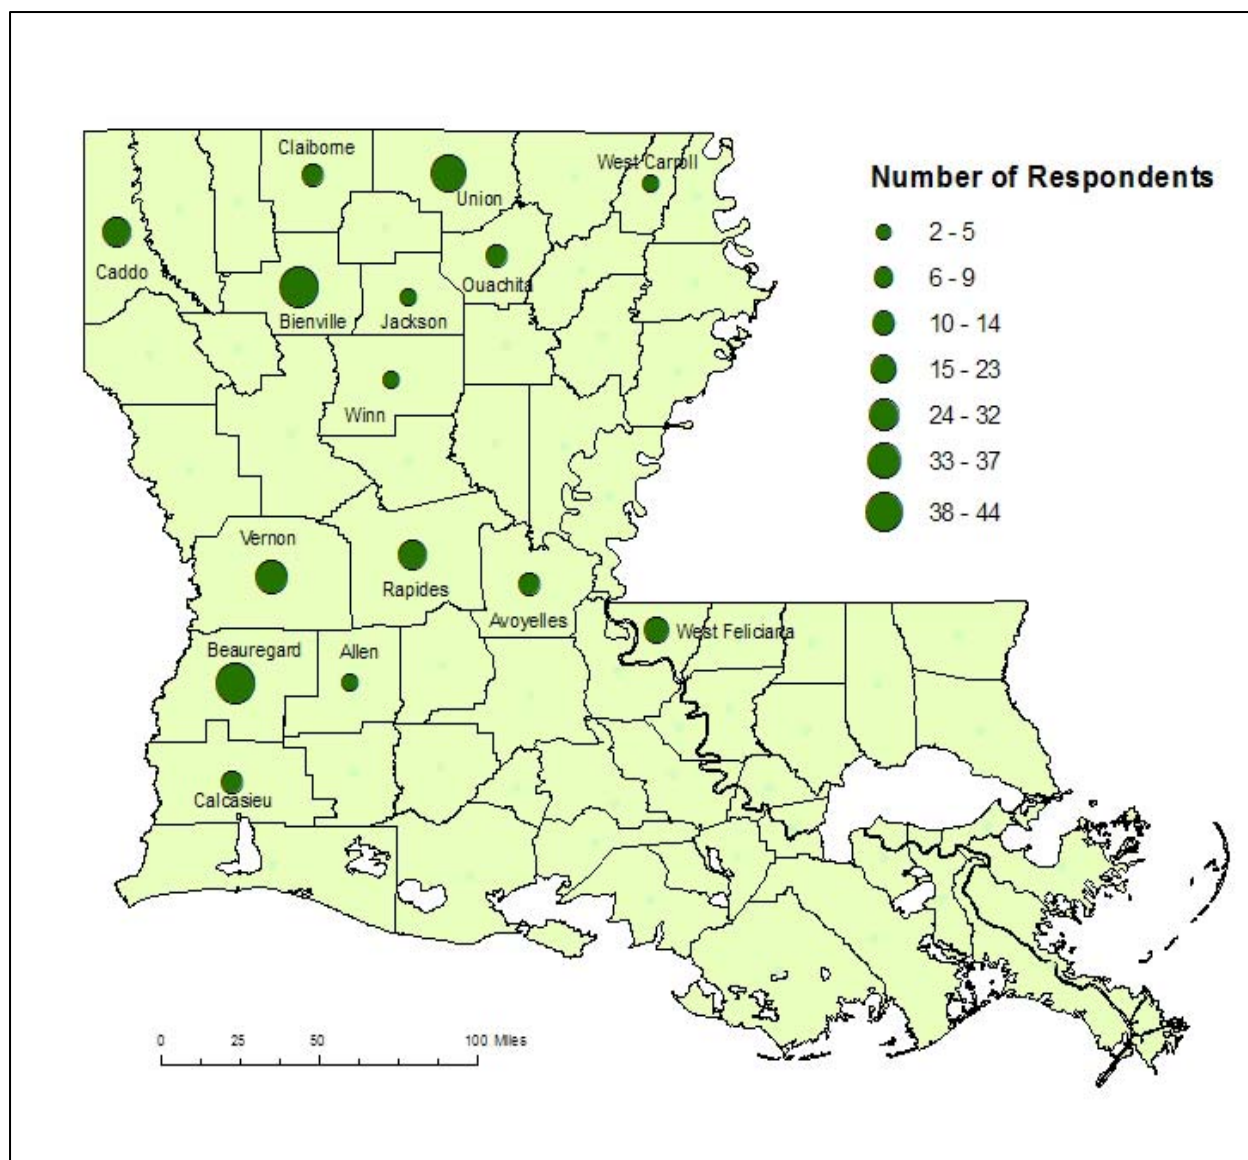 Claiborne
West Carroll
Union
Number of Respondents
2 - 5
Caddo
6 - 9
Ouachita
Bienville
Jackson
10 - 14
15 - 23
Winn
24 - 32
33 - 37
38 - 44
Vernon
Rapides
Avoyelles
West Feliciana
Beauregard
Allen
Calcasieu
0 25 50 100 Miles